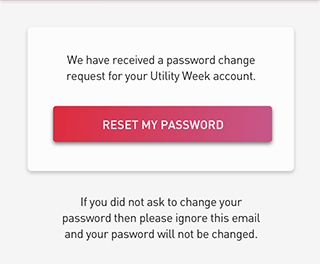 We have received a password change
request for your Utility Week account.
RESET MY PASSWORD
If you did not ask to change your
password then please ignore this email
and your pasword will not be changed.